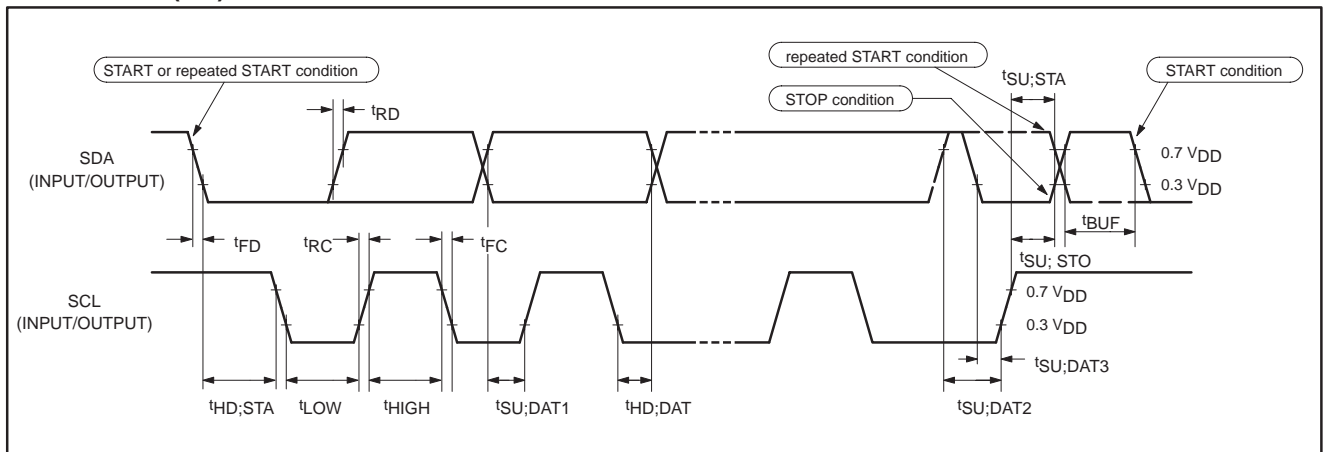 repeated START condition
START or repeated START condition
tSU;STA
START condition
STOP condition
tRD
SDA
(INPUT/OUTPUT)
0.7 VDD
0.3 VDD
tFD
tRC
tFC
tBUF
tSU; STO
SCL
(INPUT/OUTPUT)
0.7 VDD
0.3 VDD
tSU;DAT3
tHD;STA
tLOW
tHIGH
tSU;DAT1
tHD;DAT
tSU;DAT2